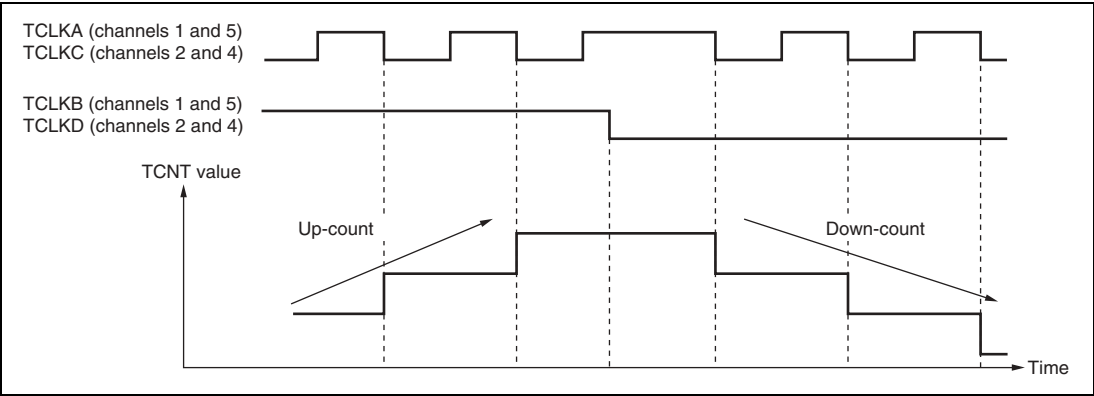 TCLKA (channels 1 and 5)
TCLKC (channels 2 and 4)
TCLKB (channels 1 and 5)
TCLKD (channels 2 and 4)
TCNT value
Up-count
Down-count
Time